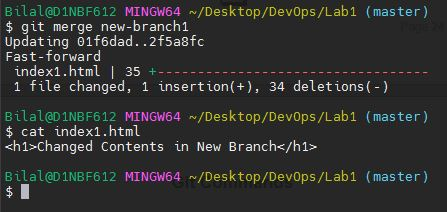 Bilal@D1NBF612 MINGW64 ~/Desktop/DevOps/Lab1 (master)
$ git merge new-branch1
Updating 01f6dad..2f5a8fc
Fast-forward
 index1.html | 35 +----------------------------------
 1 file changed, 1 insertion(+), 34 deletions(-)
Bilal@D1NBF612 MINGW64 ~/Desktop/DevOps/Lab1 (master)
$ cat index1.html
<h1>Changed Contents in New Branch</h1>
Bilal@D1NBF612 MINGW64 ~/Desktop/DevOps/Lab1 (master)
$
Git Commands